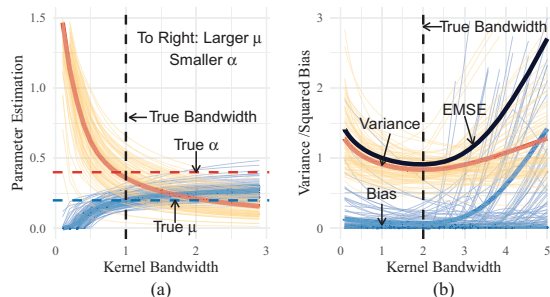 Parameter Estimation
1.5
1.0
0.5
0.0
0
1
2
3
Kernel Bandwidth
To Right: Larger μ
Smaller α
True Bandwidth
True α
True μ
(a)
Variance /Squared Bias
3
2
1
0
0
1
2
3
4
5
Kernel Bandwidth
True Bandwidth
EMSE
Variance
Bias
(b)